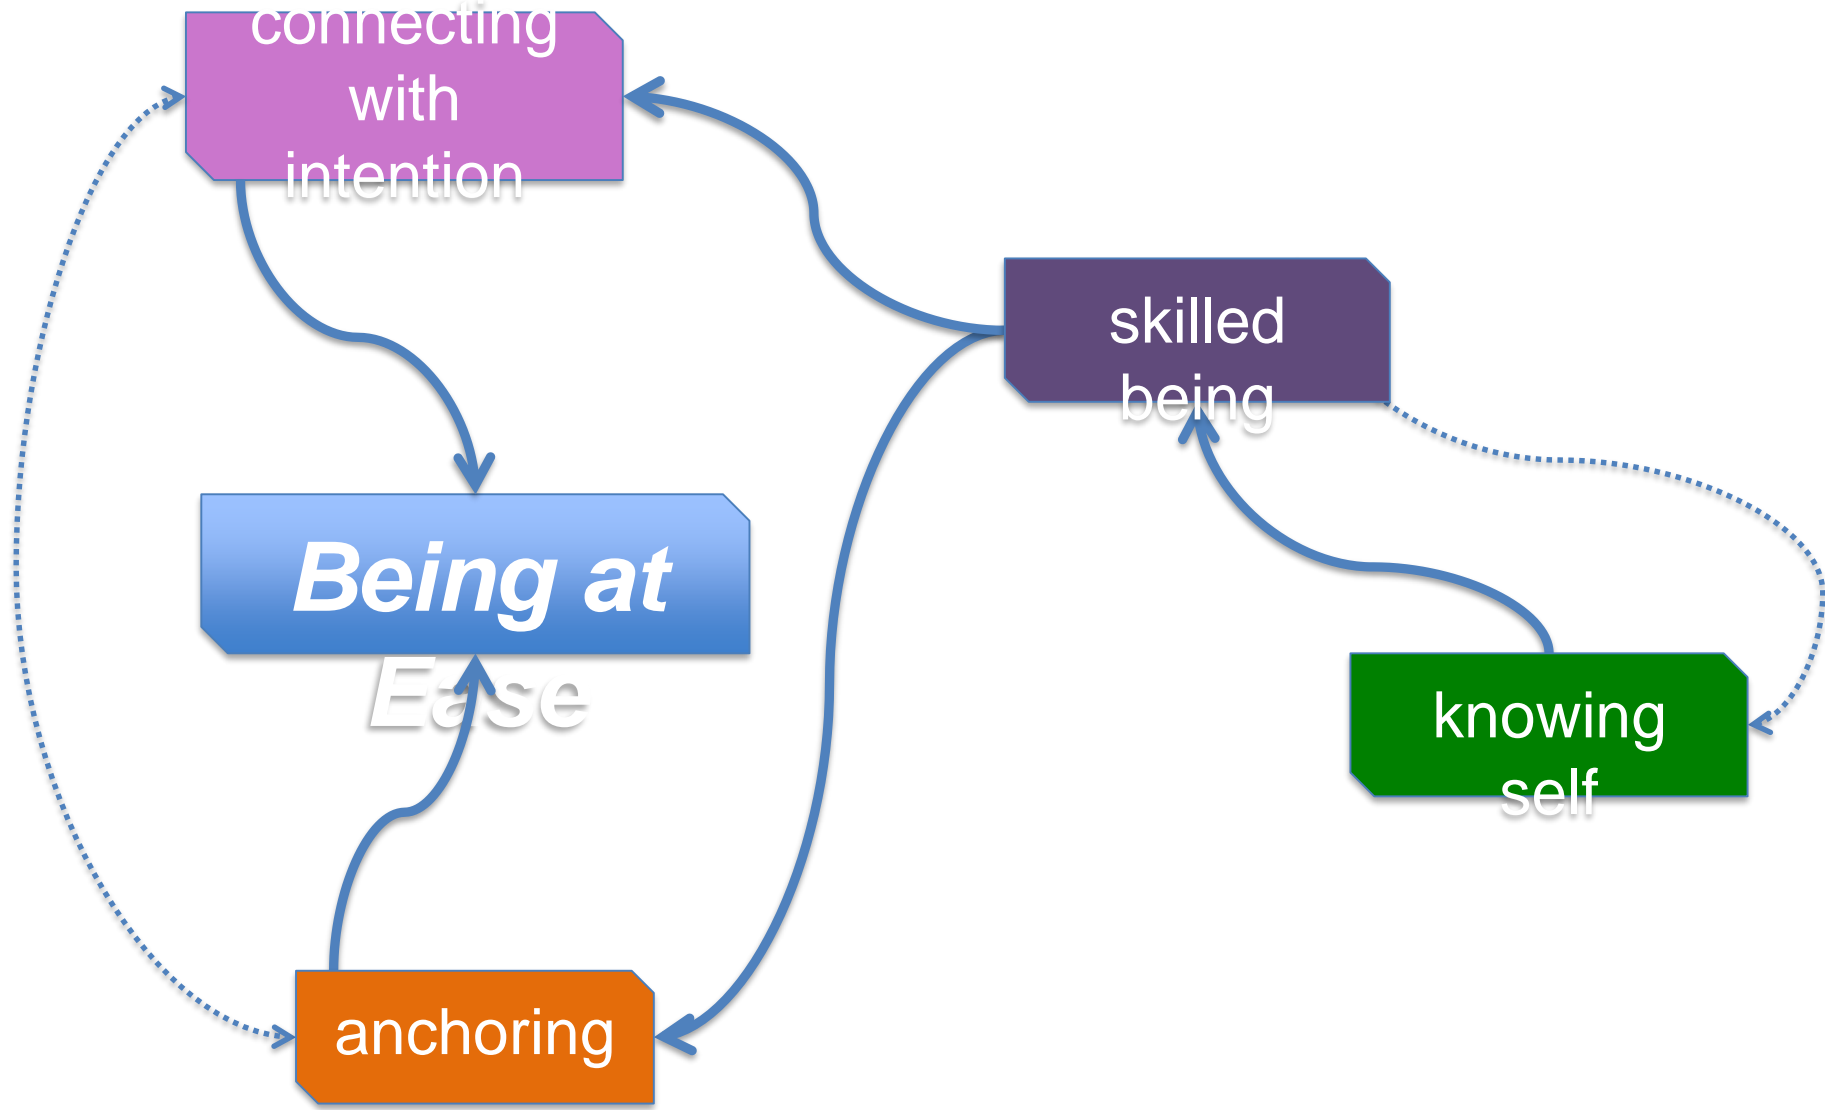 connecting
with
intention
skilled
being
Being at
Ease
knowing
self
anchoring